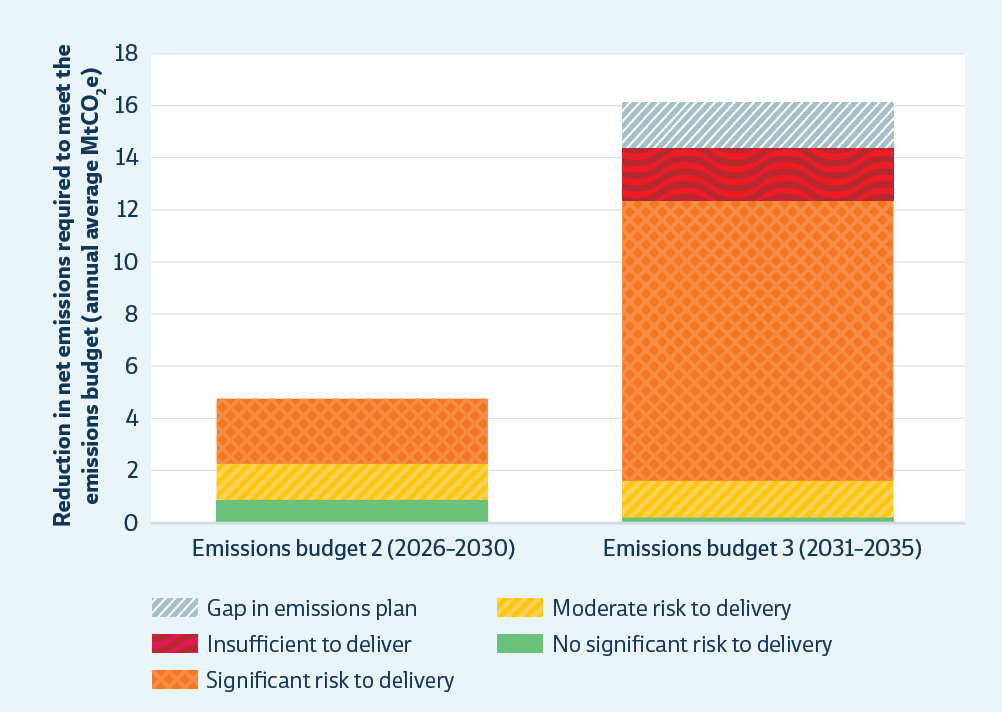 Reduction in net emissions required to meet the
emissions budget (annual average MtCO₂e)
18
16
14
12
10
8
6
4
2
0
Emissions budget 2 (2026–2030)
Emissions budget 3 (2031–2035)
Gap in emissions plan
Moderate risk to delivery
Insufficient to deliver
No significant risk to delivery
Significant risk to delivery